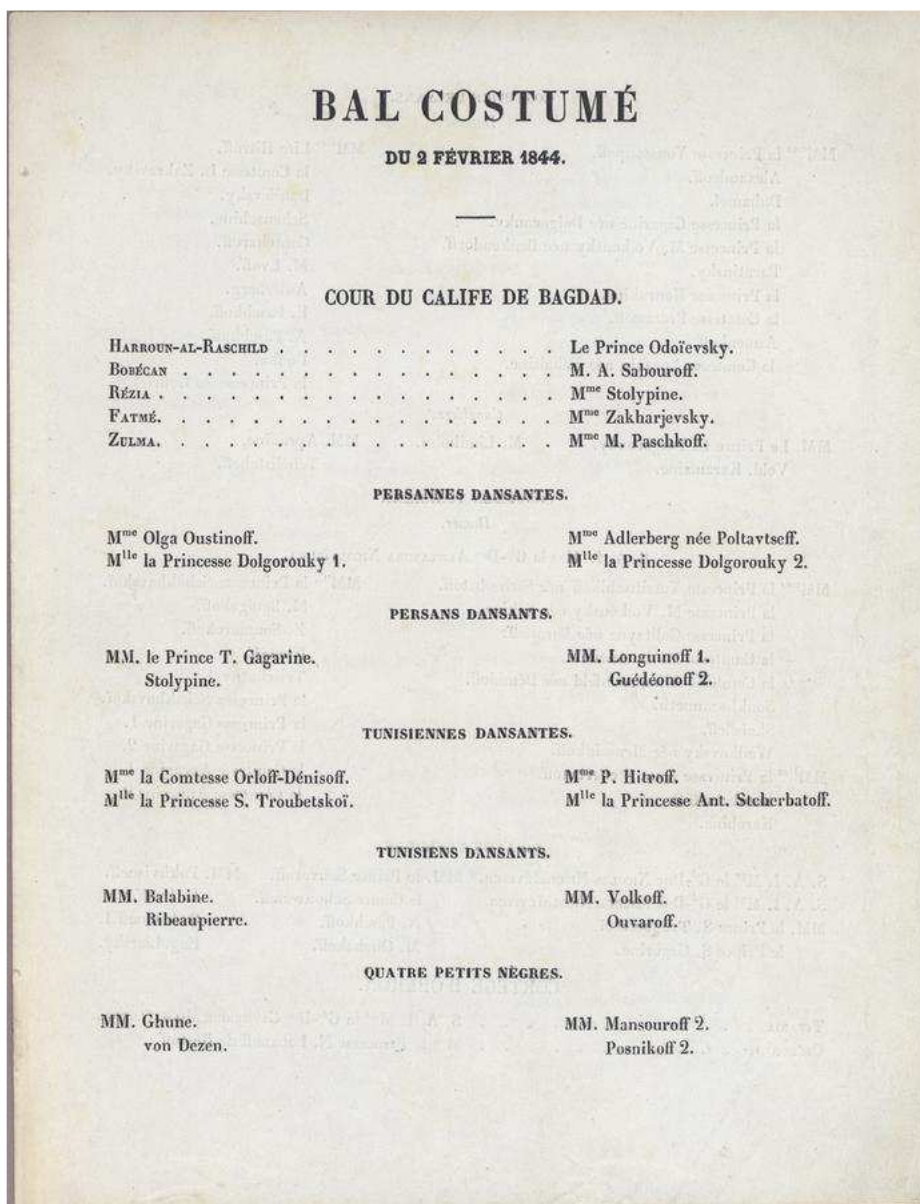 BAL COSTUMÉ
DU 2 FÉVRIER 1844.
COUR DU CALIFE DE BAGDAD.
HARROUN-AL-RASCHILD . . . . . . . . . . . . Le Prince Odoïevsky.
BOBÉCAN . . . . . . . . . . . . . . . . . M. A. Sabouroff.
RÉZIA . . . . . . . . . . . . . . . . . . Mme Stolypine.
FATMÉ. . . . . . . . . . . . . . . . . . Mme Zakharjevsky.
ZULMA. . . . . . . . . . . . . . . . . . Mme M. Paschkoff.
PERSANNES DANSANTES.
Mme Olga Oustinoff. Mme Adlerberg née Poltavtseff.
Mlle la Princesse Dolgorouky 1. Mlle la Princesse Dolgorouky 2.
PERSANS DANSANTS.
MM. le Prince T. Gagarine. MM. Longuinoff 1.
Stolypine. Guédéonoff 2.
TUNISIENNES DANSANTES.
Mme la Comtesse Orloff-Dénisoff. Mme P. Hitroff.
Mlle la Princesse S. Troubetskoï. Mlle la Princesse Ant. Stcherbatoff.
TUNISIENS DANSANTS.
MM. Balabine. MM. Volkoff.
Ribeaupierre. Ouvaroff.
QUATRE PETITS NÈGRES.
MM. Ghune. MM. Mansouroff 2.
von Dezen. Posnikoff 2.